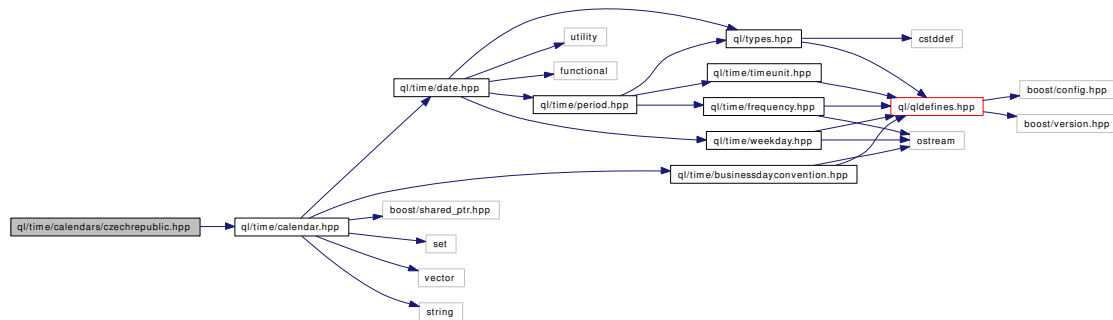 ql/types.hpp
cstddef
utility
functional
ql/time/timeunit.hpp
ql/time/date.hpp
boost/config.hpp
ql/time/period.hpp
ql/time/frequency.hpp
ql/qldefines.hpp
boost/version.hpp
ql/time/weekday.hpp
ostream
ql/time/businessdayconvention.hpp
boost/shared_ptr.hpp
ql/time/calendars/czechrepublic.hpp
ql/time/calendar.hpp
set
vector
string